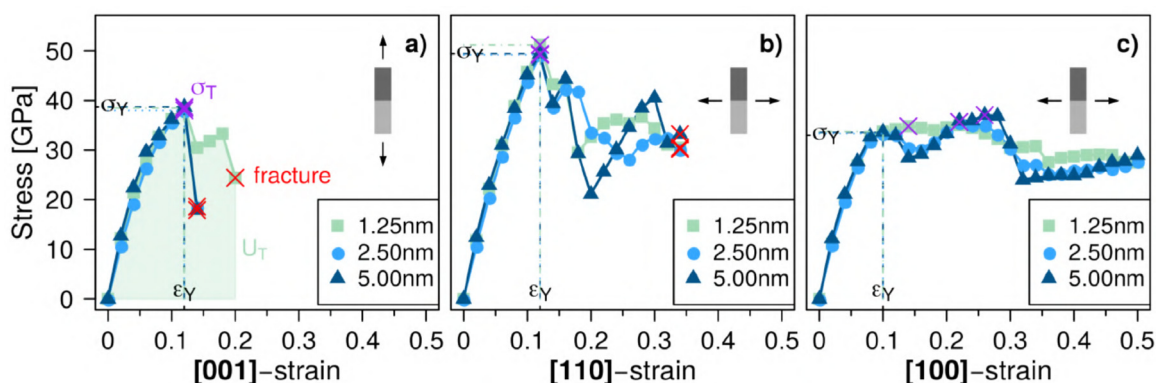 Stress [GPa]
0
10
20
30
40
50
a)
σY
σT
fracture
UT
εY
1.25nm
2.50nm
5.00nm
0
0.1
0.2
0.3
0.4
0.5
[001]−strain
b)
σY
εY
1.25nm
2.50nm
5.00nm
0
0.1
0.2
0.3
0.4
0.5
[110]−strain
c)
σY
εY
1.25nm
2.50nm
5.00nm
0
0.1
0.2
0.3
0.4
0.5
[100]−strain